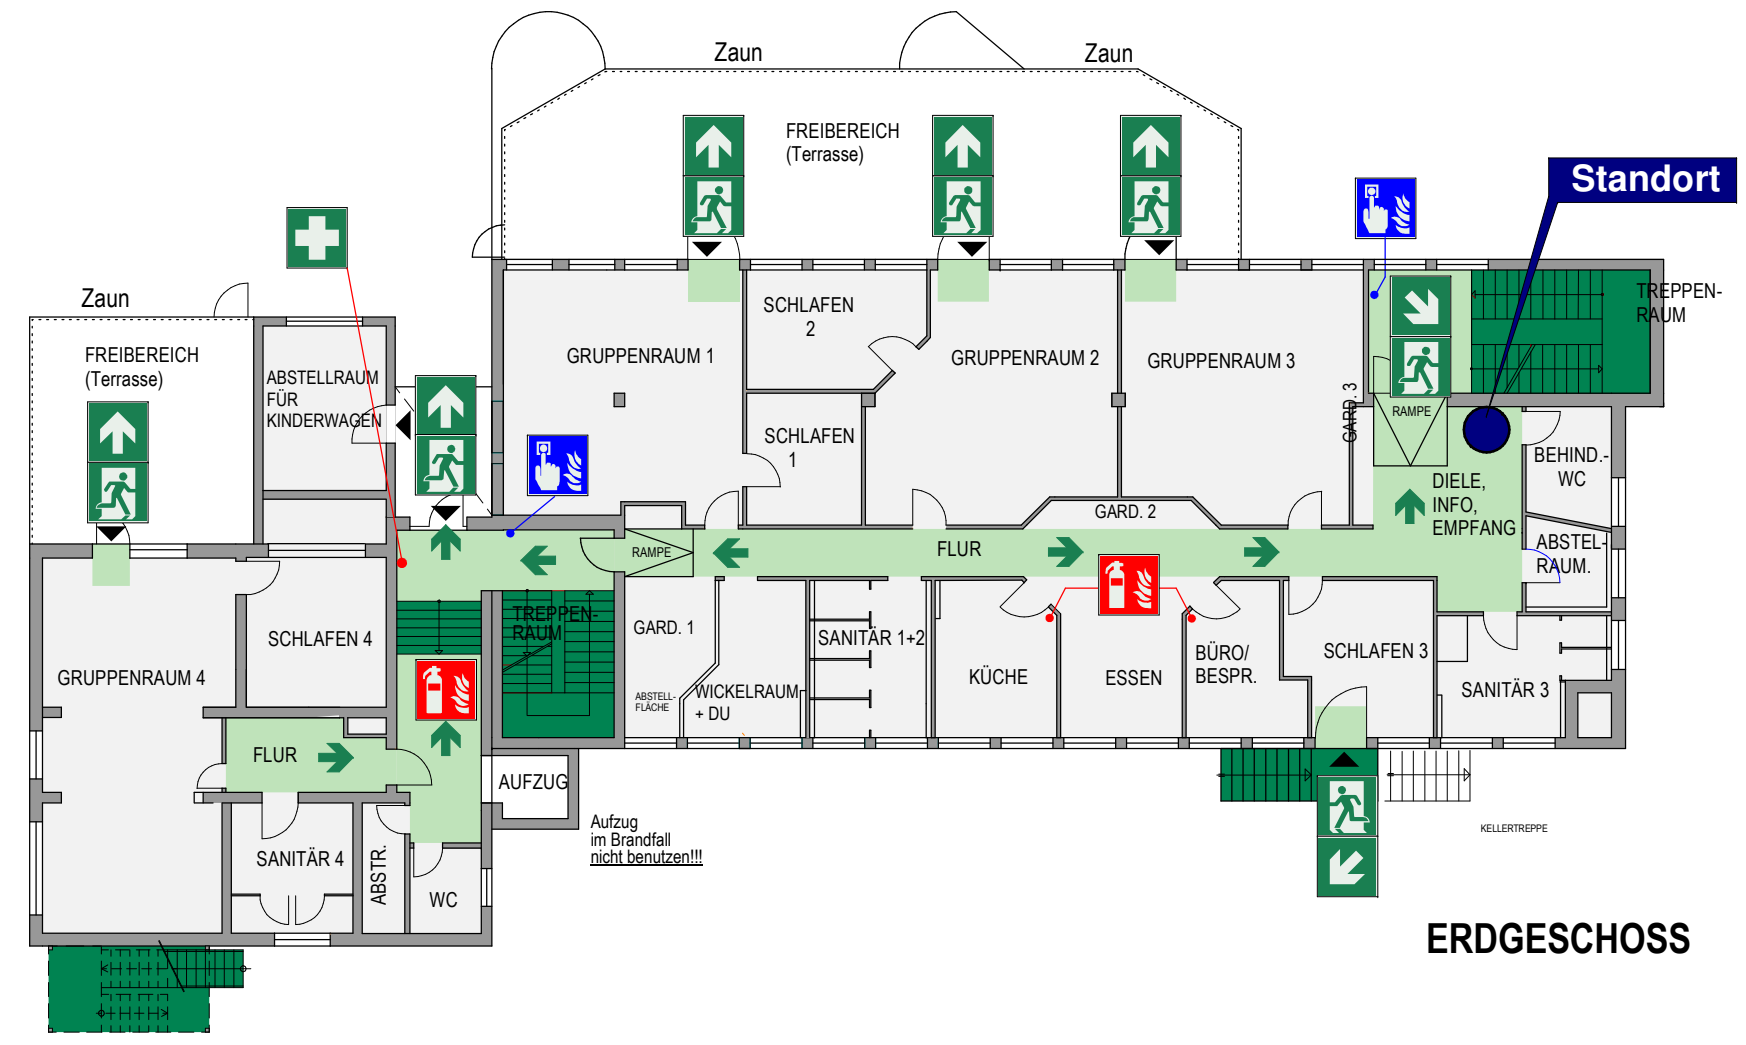 Zaun
Zaun
FREIBEREICH
(Terrasse)
Standort
Zaun
FREIBEREICH
(Terrasse)
ABSTELLRAUM
FÜR
KINDERWAGEN
GRUPPENRAUM 1
SCHLAFEN
2
GRUPPENRAUM 2
GRUPPENRAUM 3
TREPPEN-
RAUM
SCHLAFEN
1
GARD. 3
RAMPE
BEHIND.-
WC
DIELE,
INFO,
EMPFANG
GARD. 2
ABSTEL-
RAUM.
RAMPE
FLUR
TREPPEN-
RAUM
GARD. 1
SANITÄR 1+2
SCHLAFEN 4
GRUPPENRAUM 4
KÜCHE
ESSEN
BÜRO/
BESPR.
SCHLAFEN 3
SANITÄR 3
ABSTELL-
FLÄCHE
WICKELRAUM
+ DU
FLUR
AUFZUG
Aufzug
im Brandfall
nicht benutzen!!!
KELLERTREPPE
SANITÄR 4
ABSTR.
WC
ERDGESCHOSS